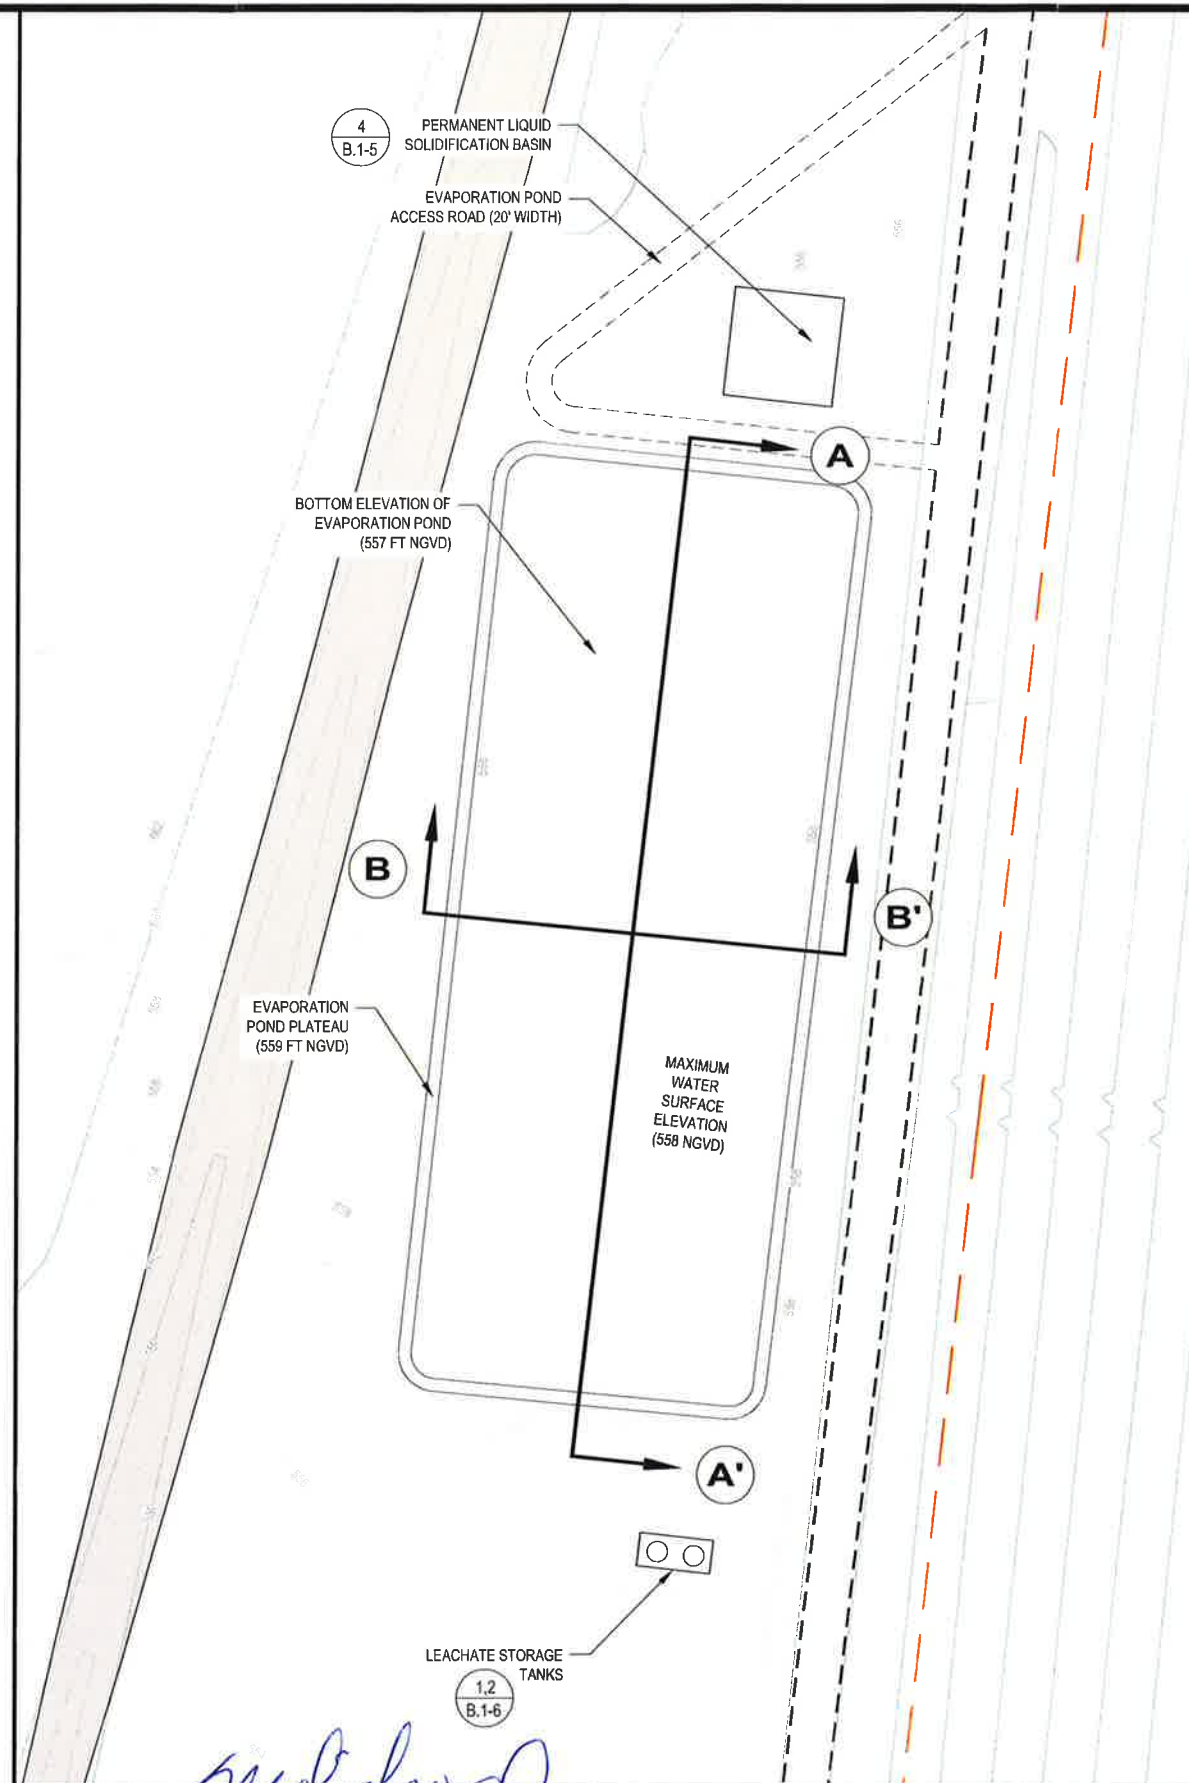 4
B.1-5
PERMANENT LIQUID
SOLIDIFICATION BASIN
EVAPORATION POND
ACCESS ROAD (20' WIDTH)
A
BOTTOM ELEVATION OF
EVAPORATION POND
(557 FT NGVD)
B
B'
EVAPORATION
POND PLATEAU
(559 FT NGVD)
MAXIMUM
WATER
SURFACE
ELEVATION
(558 NGVD)
A'
LEACHATE STORAGE
TANKS
1,2
B.1-6